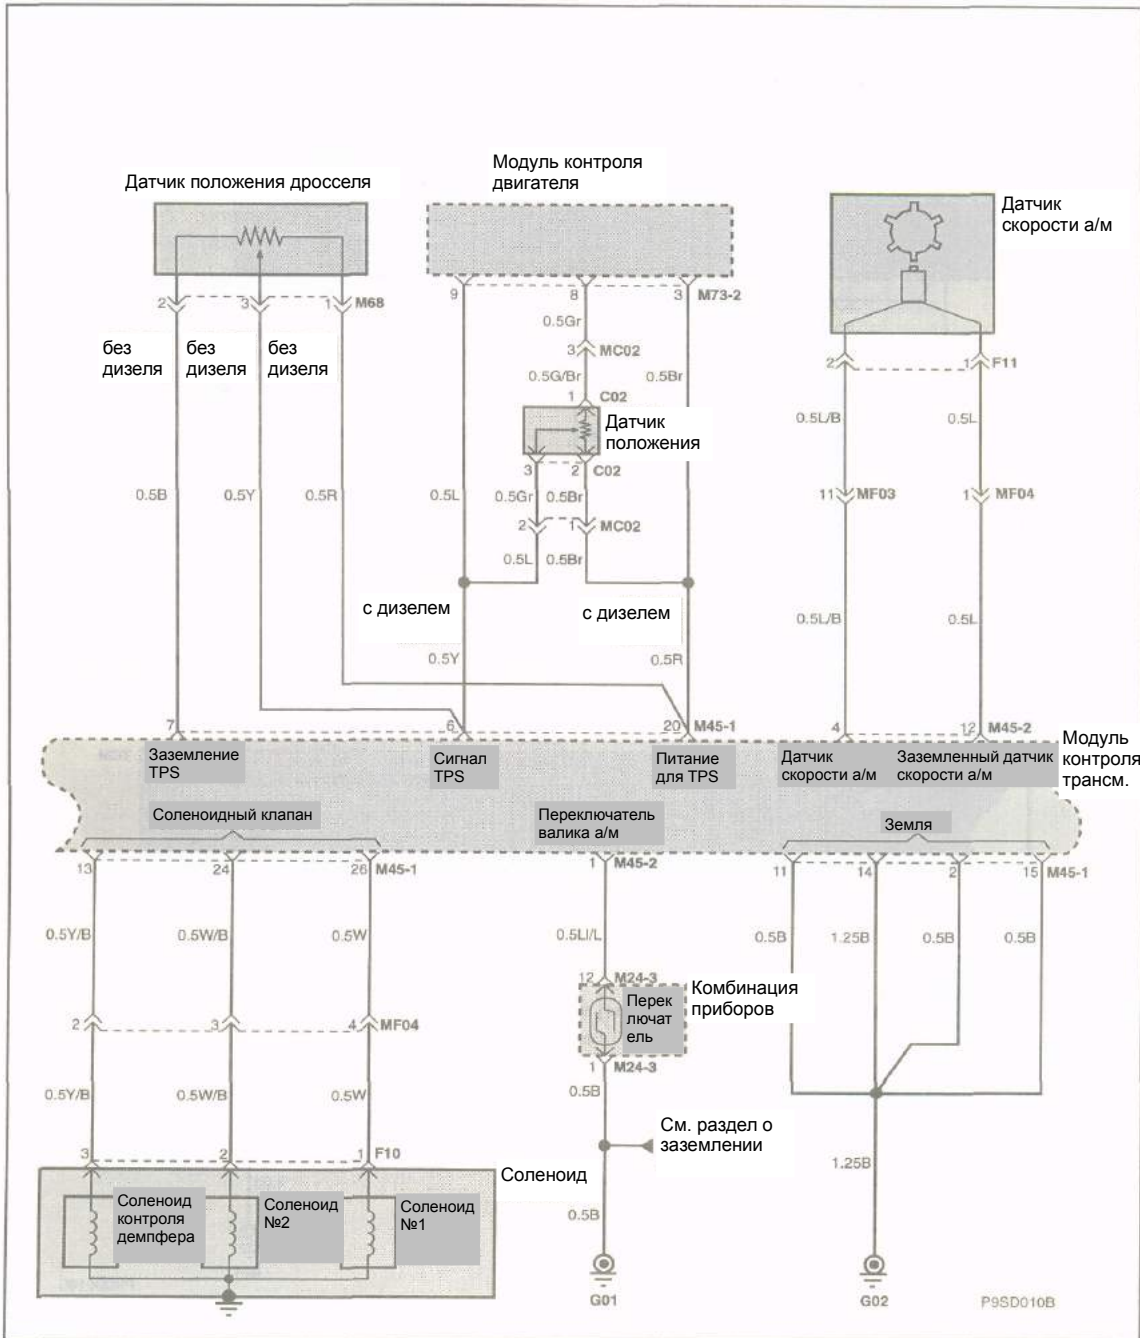 Модуль контроля
двигателя
Датчик положения дросселя
Датчик
скорости а/м
2 3 1 M68
9 8 3 M73-2
0.5Gr
без
дизеля
без
дизеля
без
дизеля
3 MC02
2 1 F11
0.5G/Br 0.5Br
1 C02
Датчик
положения
0.5L/B 0.5L
3 2 C02
0.5B 0.5Y 0.5R 0.5L 0.5Gr 0.5Br
11 MF03 1 MF04
2 1 MC02
0.5L 0.5Br
с дизелем
с дизелем
0.5L/B 0.5L
0.5Y 0.5R
7 6 20 M45-1 4 12 M45-2
Модуль
контроля
трансм.
Заземление
TPS
Сигнал
TPS
Питание
для TPS
Датчик
скорости а/м
Заземленный датчик
скорости а/м
Соленоидный клапан
Переключатель
валика а/м
Земля
13 24 26 M45-1 1 M45-2 11 14 2 15 M45-1
0.5Y/B 0.5W/B 0.5W 0.5LI/L 0.5B 1.25B 0.5B 0.5B
12 M24-3
Комбинация
приборов
Перек
лючат
ель
2 3 4 MF04
1 M24-3
0.5Y/B 0.5W/B 0.5W 0.5B
См. раздел о
заземлении
3 2 1 F10
1.25B
Соленоид
Соленоид
контроля
демпфера
Соленоид
№2
Соленоид
№1
0.5B
G01 G02 P9SD010B